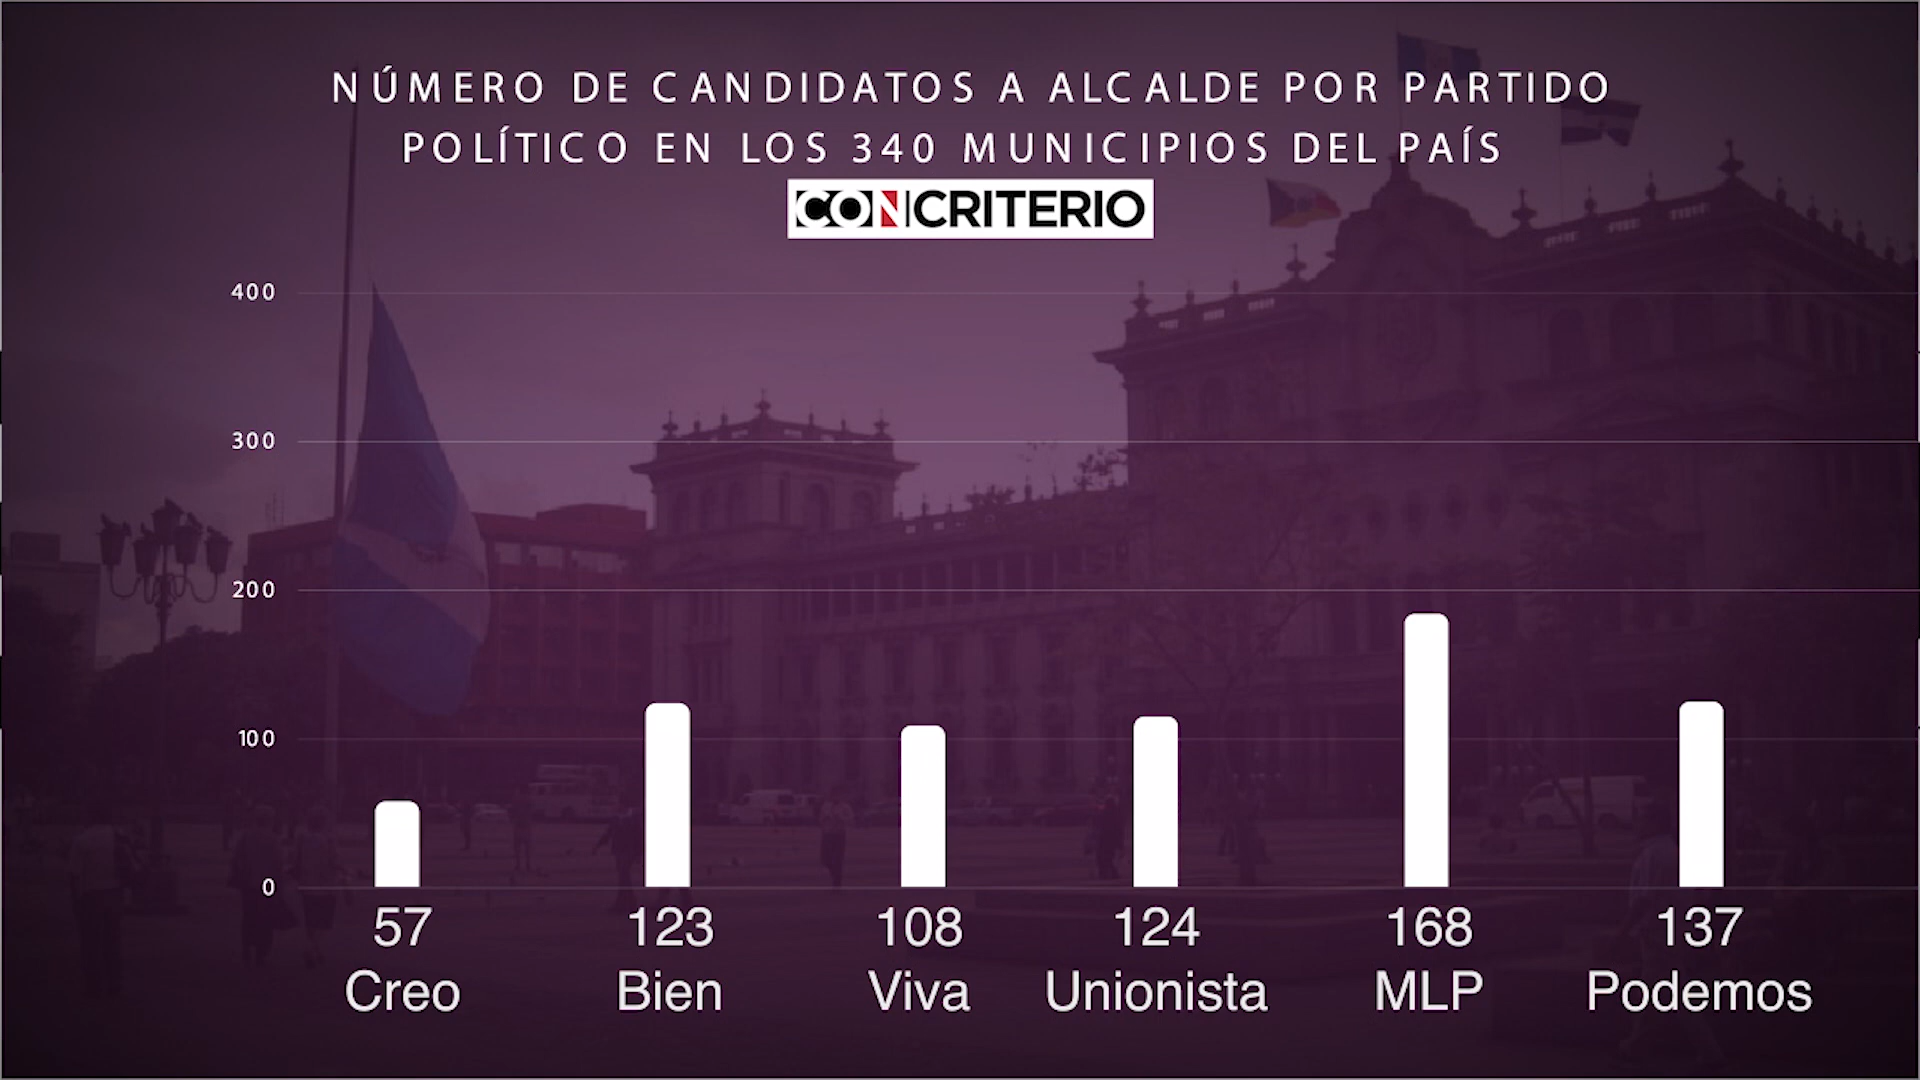 NÚMERO DE CANDIDATOS A ALCALDE POR PARTIDO
POLÍTICO EN LOS 340 MUNICIPIOS DEL PAÍS
CONCRITERIO
400
300
200
100
0
57 123 108 124 168 137
Creo Bien Viva Unionista MLP Podemos